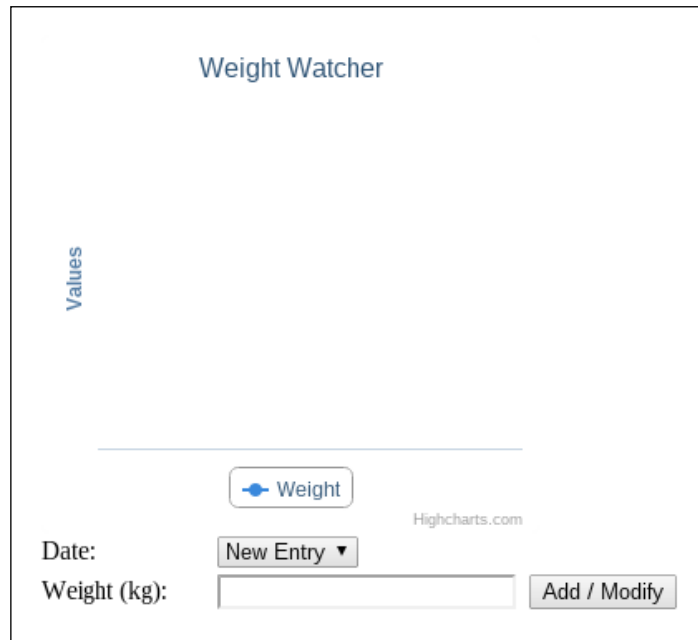 Weight Watcher
Values
Weight
Highcharts.com
Date:
New Entry
Weight (kg):
Add / Modify